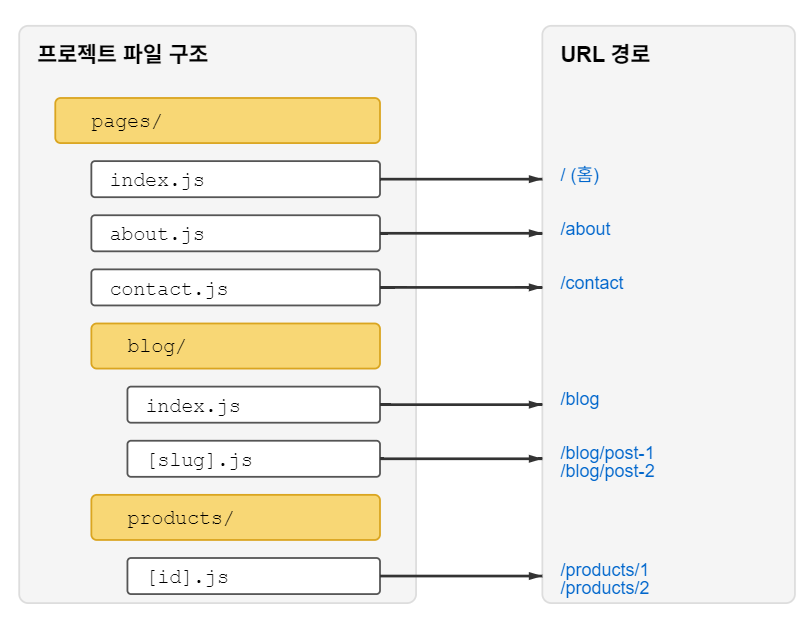 프로젝트 파일 구조
pages/
index.js
about.js
contact.js
blog/
index.js
[slug].js
products/
[id].js
URL 경로
/ (홈)
/about
/contact
/blog
/blog/post-1
/blog/post-2
/products/1
/products/2